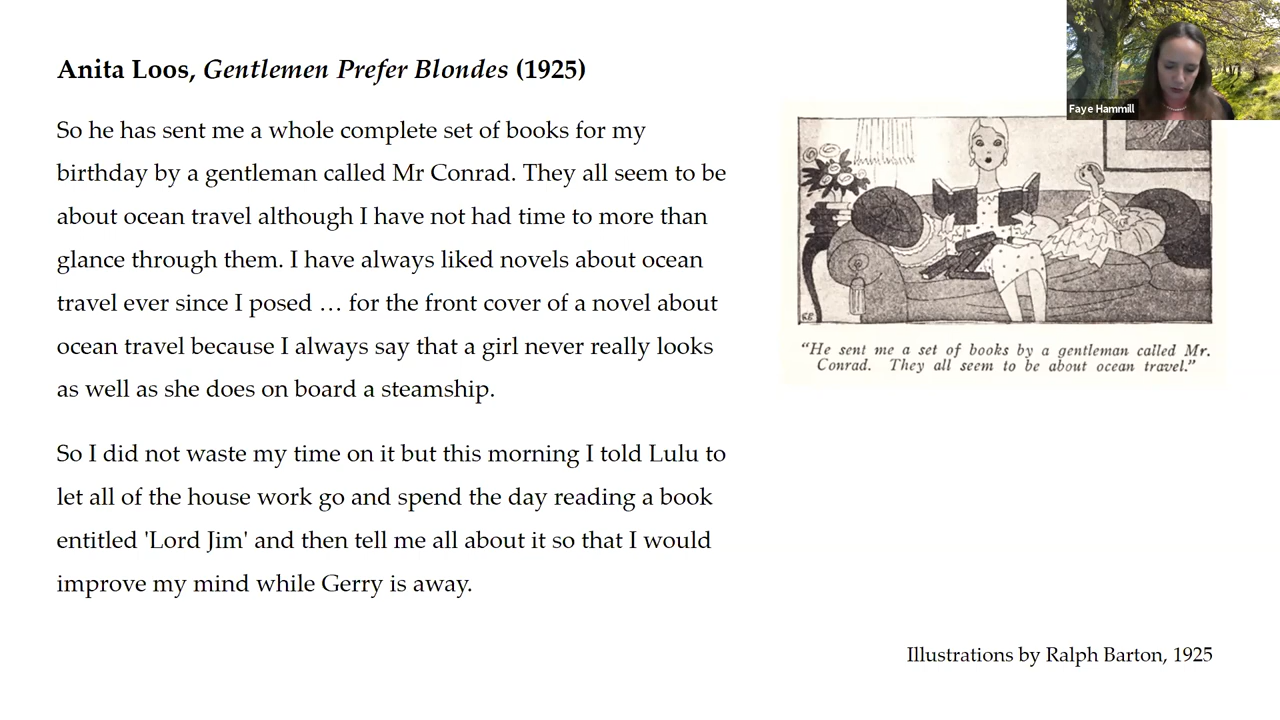 Anita Loos, Gentlemen Prefer Blondes (1925)
So he has sent me a whole complete set of books for my
birthday by a gentleman called Mr Conrad. They all seem to be
about ocean travel although I have not had time to more than
glance through them. I have always liked novels about ocean
travel ever since I posed … for the front cover of a novel about
ocean travel because I always say that a girl never really looks
as well as she does on board a steamship.
So I did not waste my time on it but this morning I told Lulu to
let all of the house work go and spend the day reading a book
entitled 'Lord Jim' and then tell me all about it so that I would
improve my mind while Gerry is away.
Faye Hammill
RB
“He sent me a set of books by a gentleman called Mr.
Conrad. They all seem to be about ocean travel.”
Illustrations by Ralph Barton, 1925